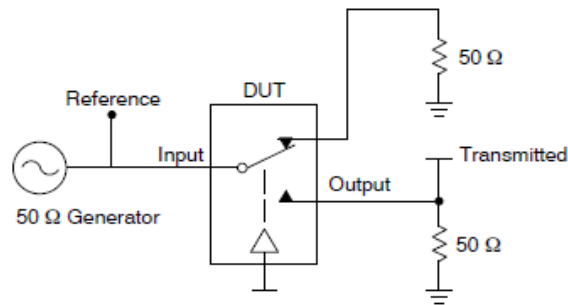 50 Ω
DUT
Reference
Input
Transmitted
Output
50 Ω Generator
50 Ω